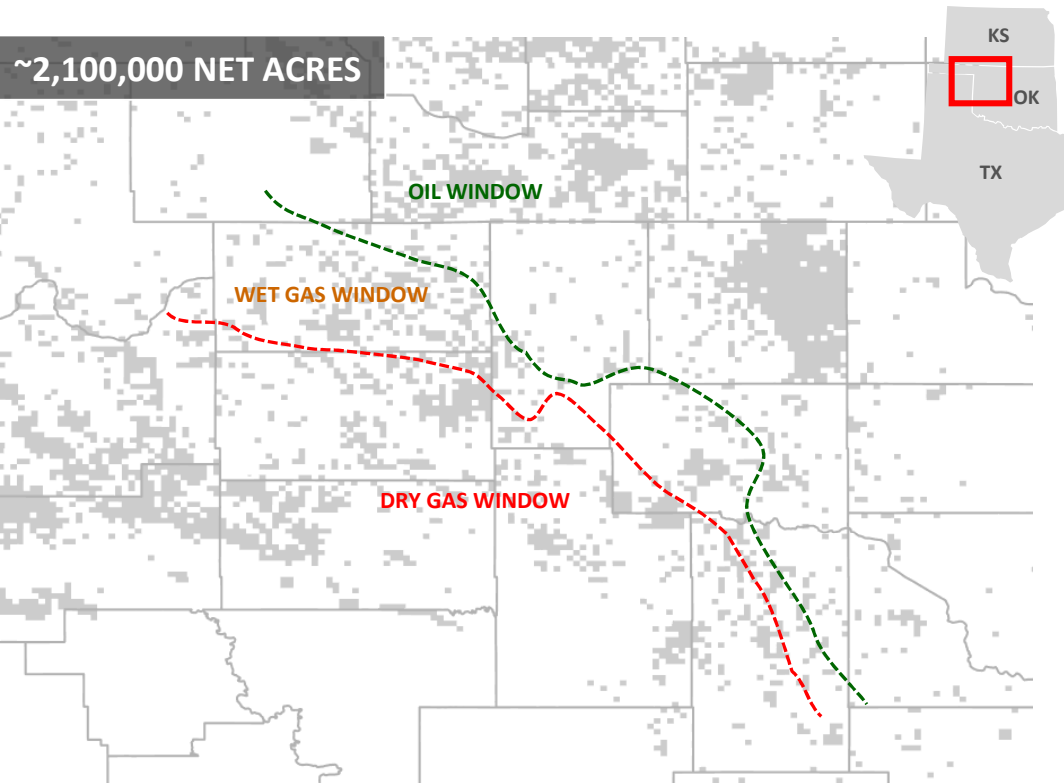 ~2,100,000 NET ACRES
KS
OK
TX
OIL WINDOW
WET GAS WINDOW
DRY GAS WINDOW